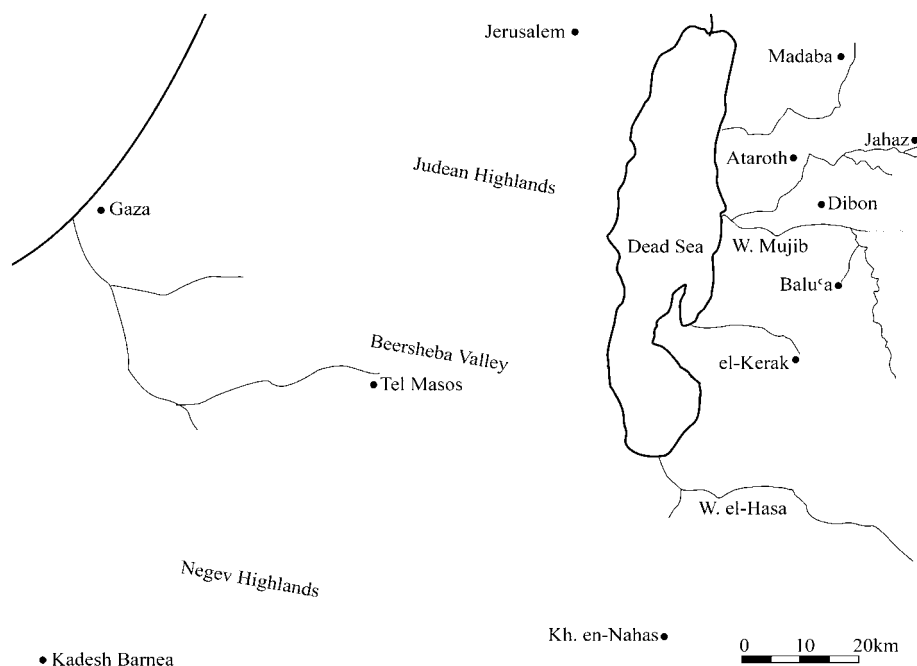 Jerusalem
Madaba
Jahaz
Ataroth
Judean Highlands
Gaza
Dibon
Dead Sea
W. Mujib
Baluʿa
Beersheba Valley
el-Kerak
Tel Masos
W. el-Hasa
Negev Highlands
Kh. en-Nahas
0 10 20km
Kadesh Barnea